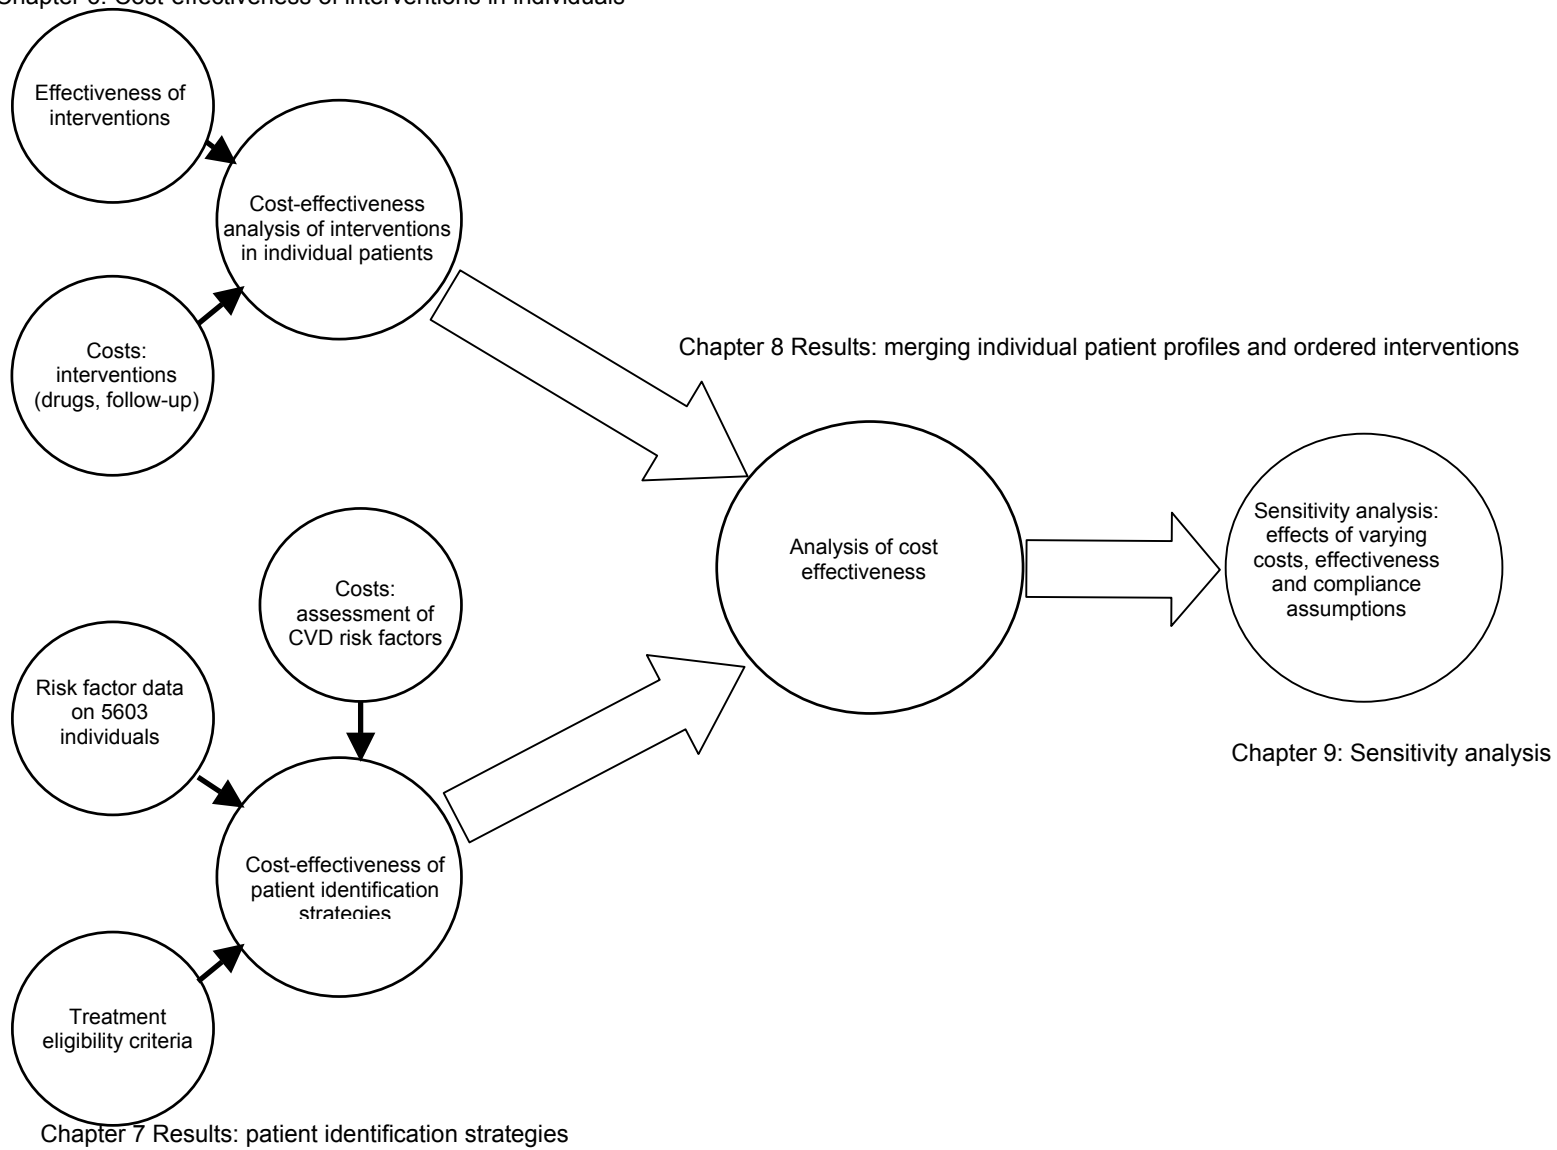 Cost-effectiveness of interventions in individuals
Effectiveness of
interventions
Cost-effectiveness
analysis of interventions
in individual patients
Costs:
interventions
(drugs, follow-up)
Chapter 8 Results: merging individual patient profiles and ordered interventions
Analysis of cost
effectiveness
Sensitivity analysis:
effects of varying
costs, effectiveness
and compliance
assumptions
Costs:
assessment of
CVD risk factors
Risk factor data
on 5603
individuals
Chapter 9: Sensitivity analysis
Cost-effectiveness of
patient identification
strategies
Treatment
eligibility criteria
Chapter 7 Results: patient identification strategies